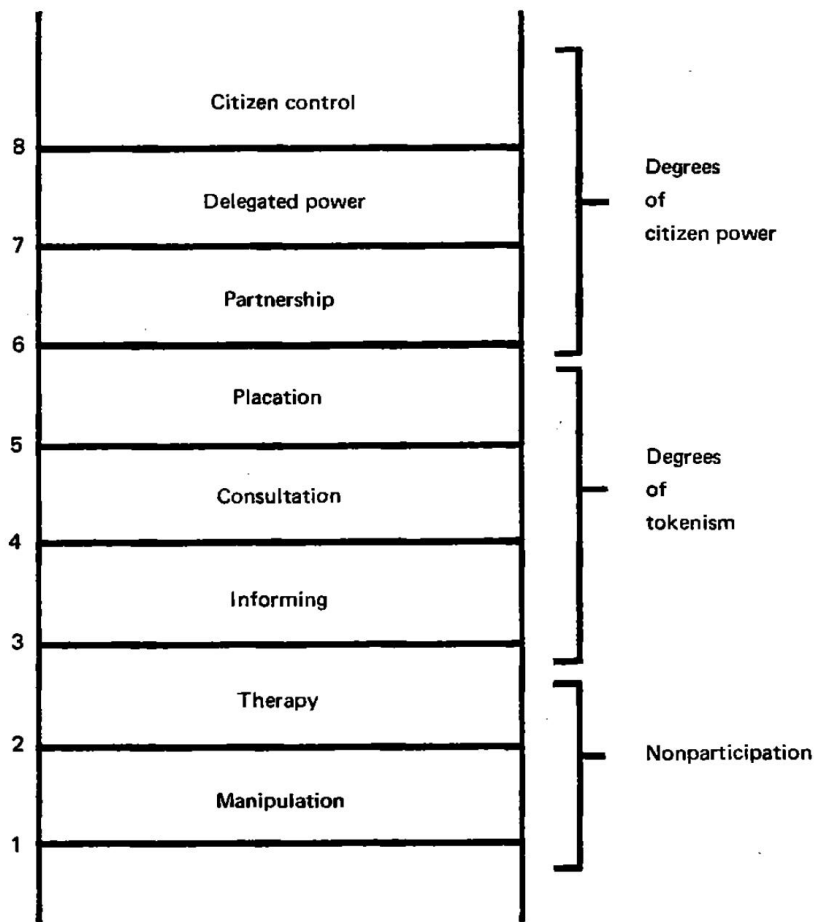 Citizen control
8
Delegated power
7
Partnership
6
Placation
5
Consultation
4
Informing
3
Therapy
2
Manipulation
1
Degrees
of
citizen power
Degrees
of
tokenism
Nonparticipation